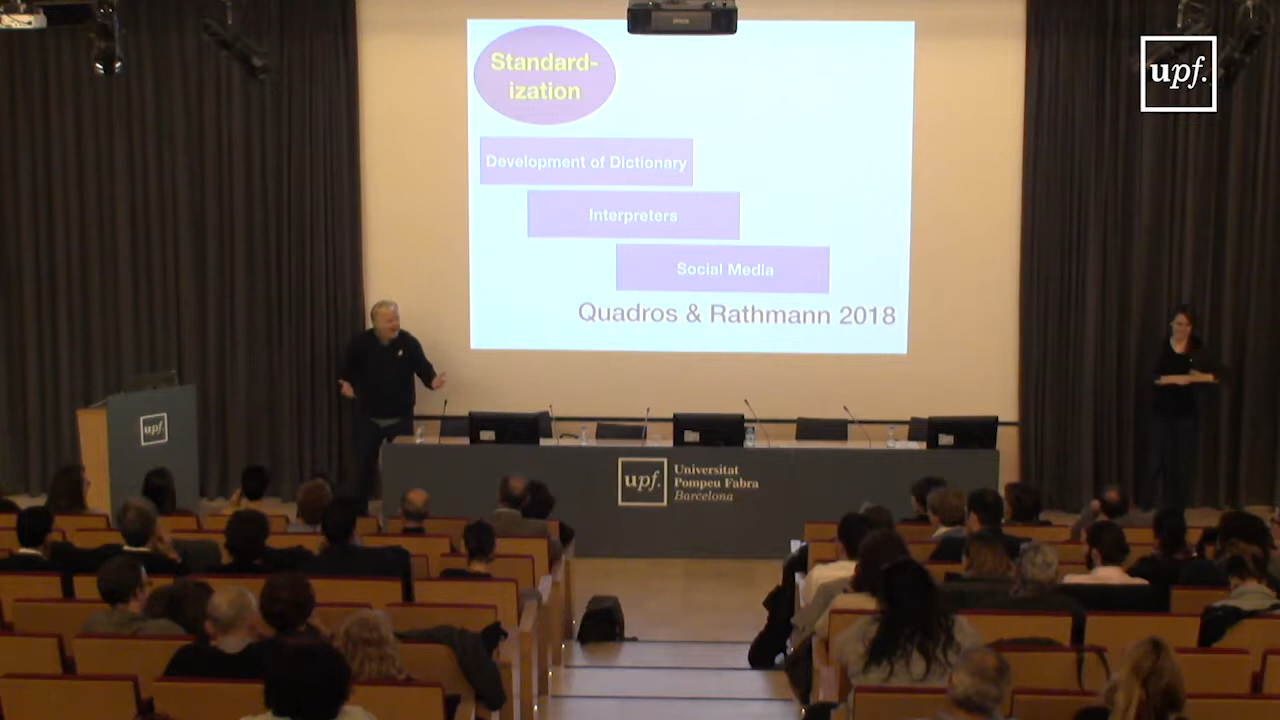 Standard-
ization
Development of Dictionary
Interpreters
Social Media
Quadros & Rathmann 2018
upf.
upf.
upf.
Universitat
Pompeu Fabra
Barcelona